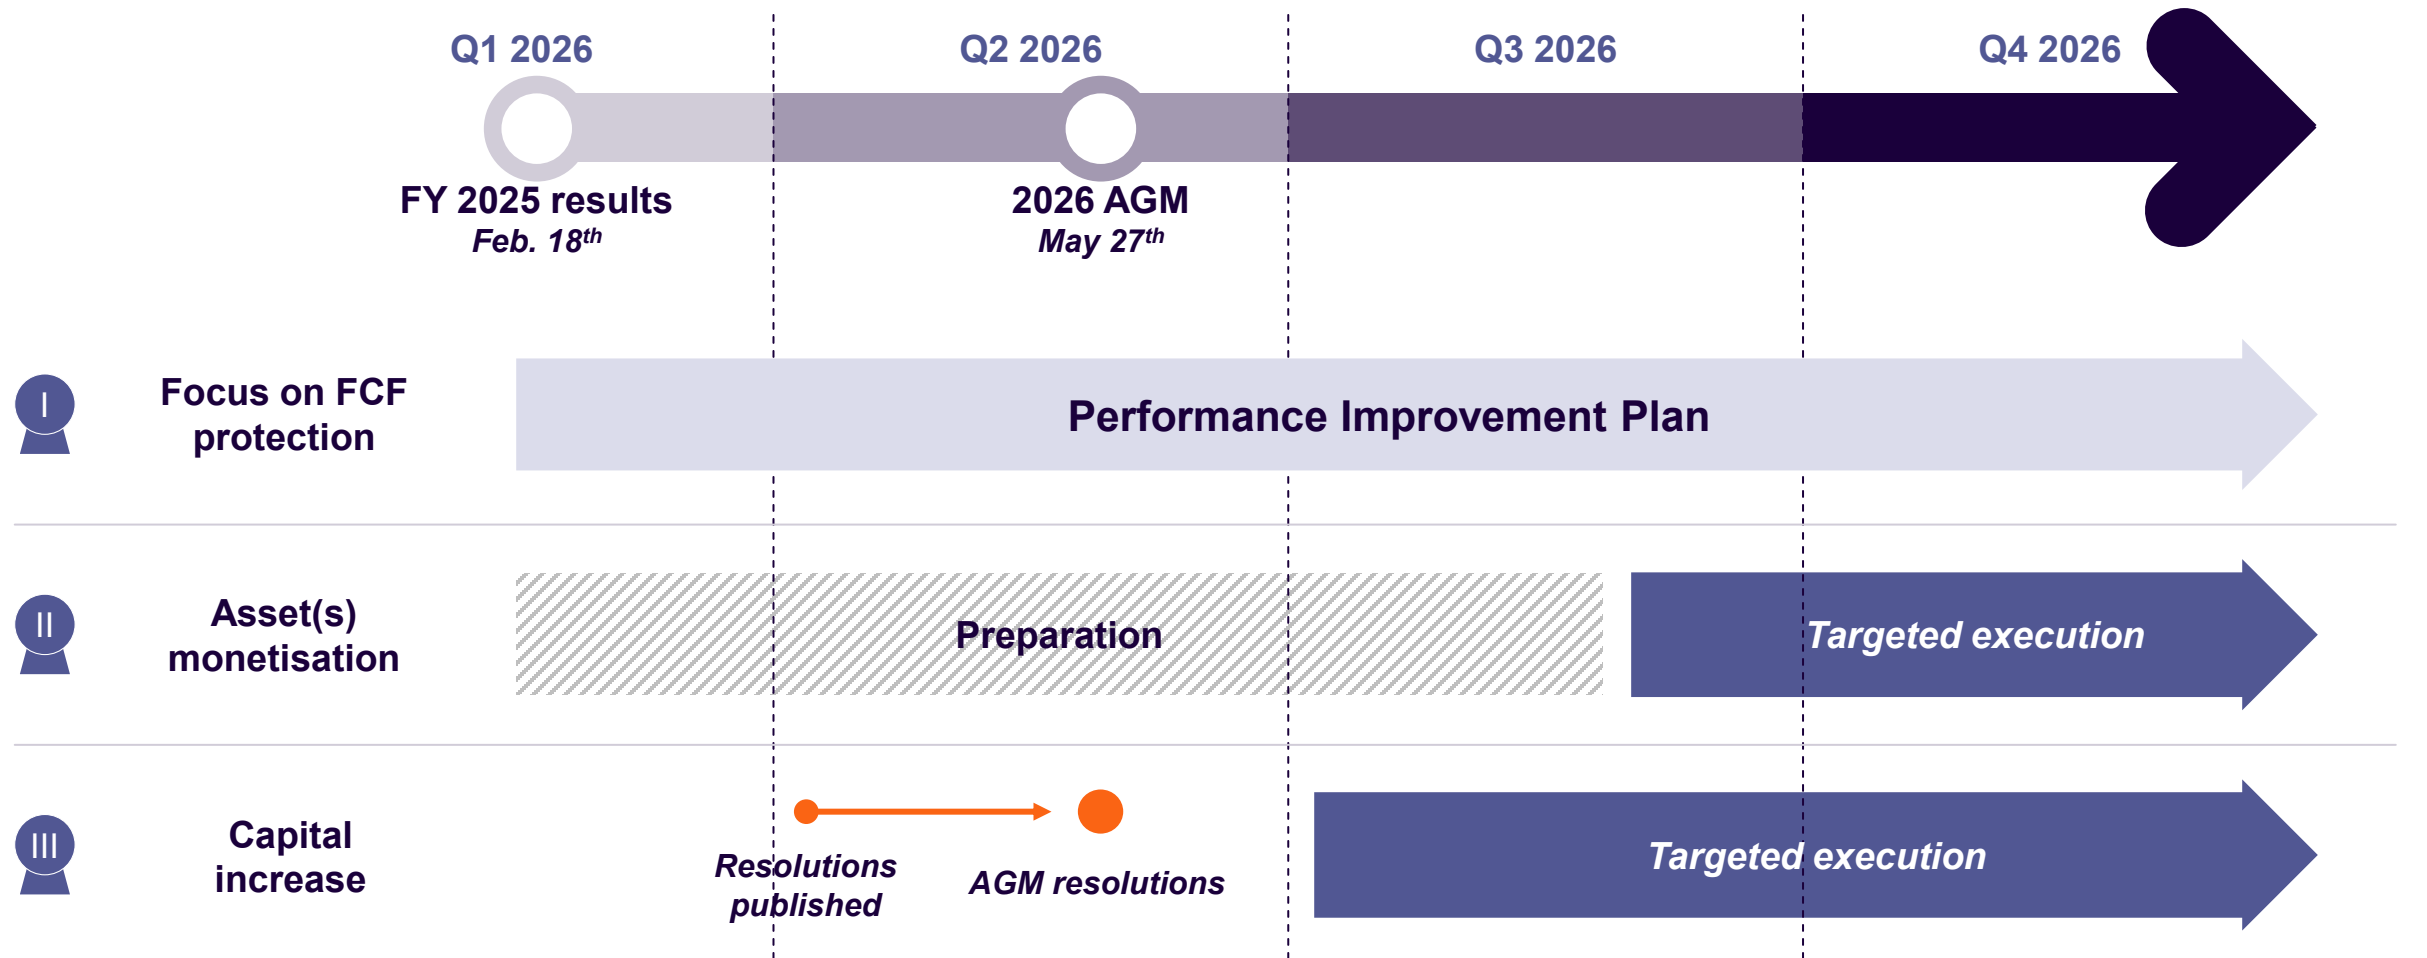 Q1 2026
Q2 2026
Q3 2026
Q4 2026
FY 2025 results
Feb. 18th
2026 AGM
May 27th
I
Focus on FCF
protection
Performance Improvement Plan
II
Asset(s)
monetisation
Preparation
Targeted execution
III
Capital
increase
Resolutions
published
AGM resolutions
Targeted execution